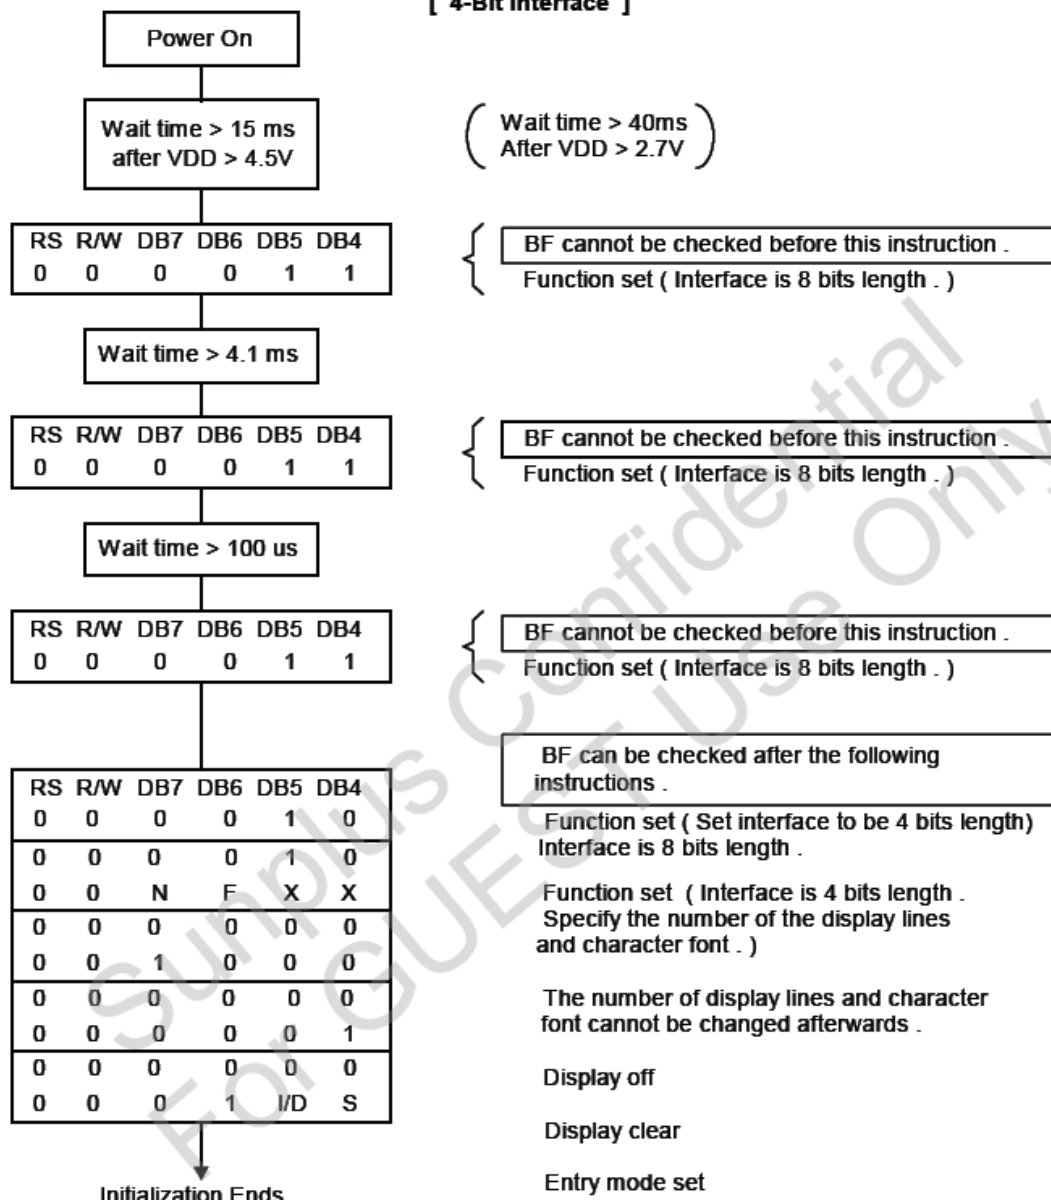 [ 4-Bit Interface ]
Power On
Wait time > 15 ms
after VDD > 4.5V
Wait time > 40ms
After VDD > 2.7V
RS R/W DB7 DB6 DB5 DB4
0 0 0 0 1 1
BF cannot be checked before this instruction .
Function set ( Interface is 8 bits length . )
Wait time > 4.1 ms
RS R/W DB7 DB6 DB5 DB4
0 0 0 0 1 1
BF cannot be checked before this instruction .
Function set ( Interface is 8 bits length . )
Wait time > 100 us
RS R/W DB7 DB6 DB5 DB4
0 0 0 0 1 1
BF cannot be checked before this instruction .
Function set ( Interface is 8 bits length . )
RS R/W DB7 DB6 DB5 DB4
0 0 0 0 1 0
0 0 0 0 1 0
0 0 N F X X
0 0 0 0 0 0
0 0 1 0 0 0
0 0 0 0 0 0
0 0 0 0 0 1
0 0 0 0 0 0
0 0 0 1 I/D S
BF can be checked after the following
instructions .
Function set ( Set interface to be 4 bits length)
Interface is 8 bits length .
Function set ( Interface is 4 bits length .
Specify the number of the display lines
and character font . )
The number of display lines and character
font cannot be changed afterwards .
Display off
Display clear
Entry mode set
Initialization Ends
Sunplus Confidential
For GUEST Use Only